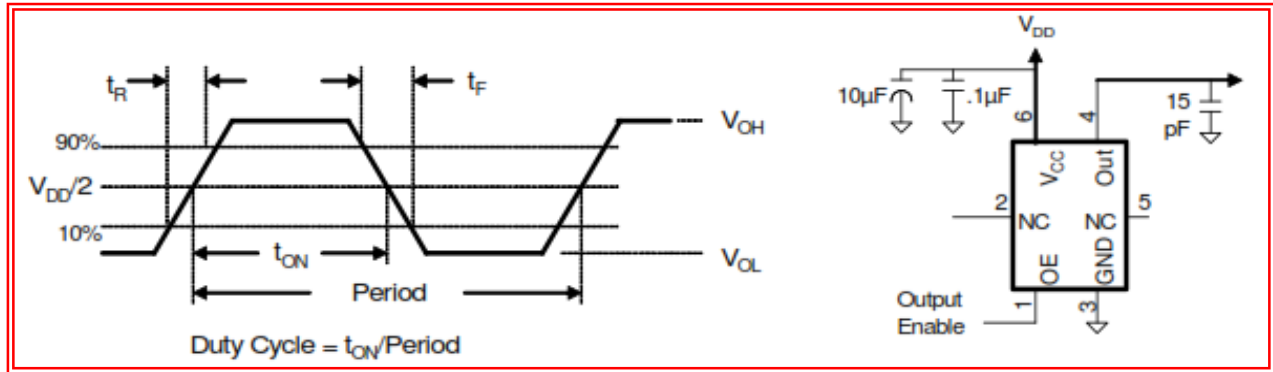 tR
tF
VOH
90%
VDD/2
10%
tON
VOL
Period
Duty Cycle = tON/Period
VDD
10µF
.1µF
15
pF
6
4
VCC
Out
2
NC
NC
5
OE
GND
Output
Enable
1
3